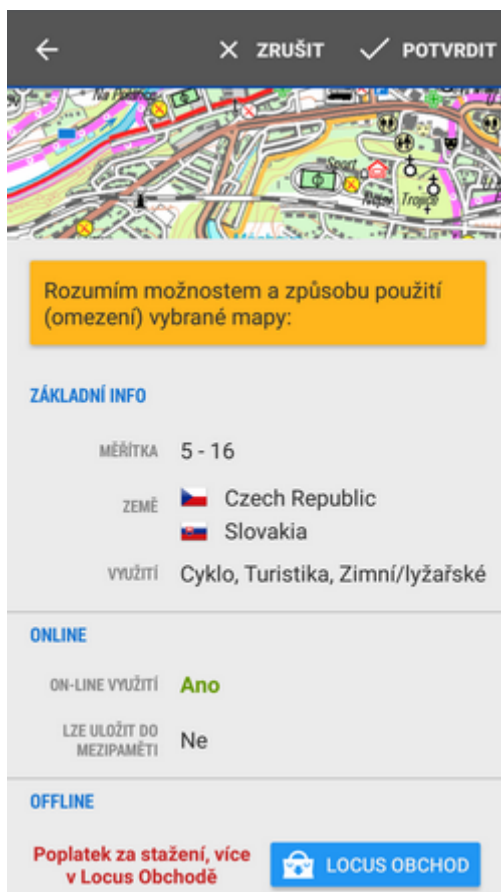 ZRUŠIT POTVRDIT
Sport
Rozumím možnostem a způsobu použití
(omezení) vybrané mapy:
ZÁKLADNÍ INFO
MĚŘÍTKA 5 - 16
ZEMĚ Czech Republic
Slovakia
VYUŽITÍ Cyklo, Turistika, Zimní/lyžařské
ONLINE
ON-LINE VYUŽITÍ Ano
LZE ULOŽIT DO
MEZIPAMĚTI Ne
OFFLINE
Poplatek za stažení, více
v Locus Obchodě
LOCUS OBCHOD